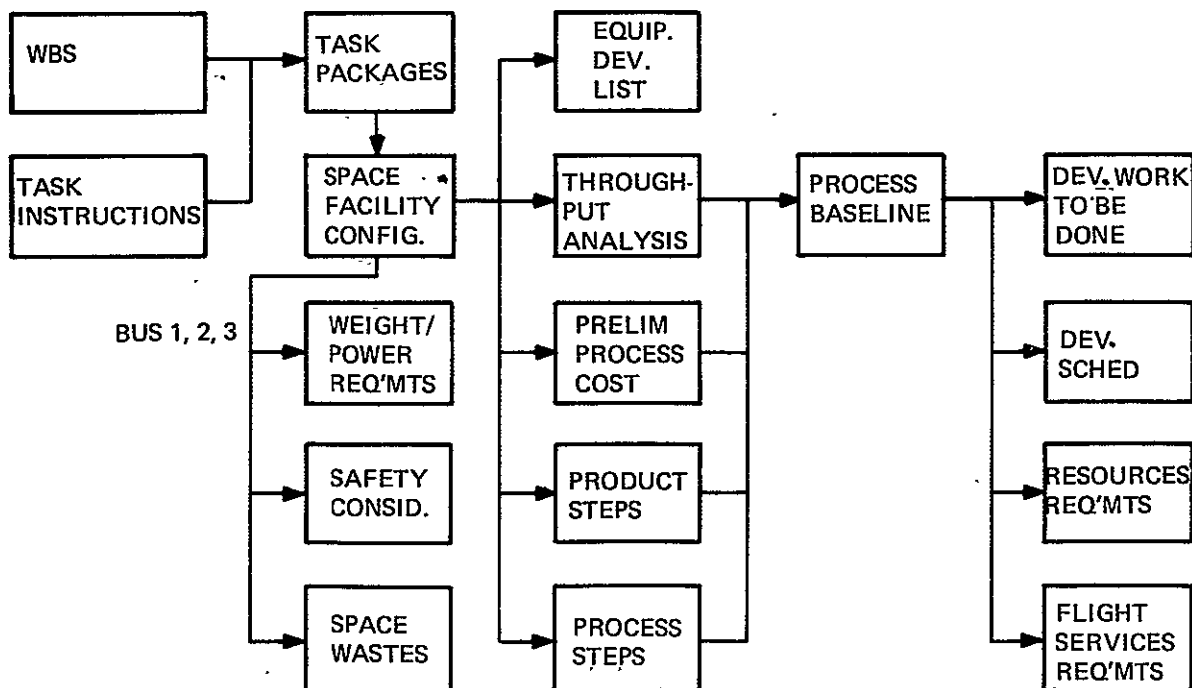 WBS
TASK
PACKAGES
EQUIP.
DEV.
LIST
TASK
INSTRUCTIONS
SPACE
FACILITY
CONFIG.
THROUGH-
PUT
ANALYSIS
PROCESS
BASELINE
DEV. WORK
TO BE
DONE
BUS 1, 2, 3
WEIGHT/
POWER
REQ'MTS
PRELIM
PROCESS
COST
DEV.
SCHED
SAFETY
CONSID.
PRODUCT
STEPS
RESOURCES
REQ'MTS
SPACE
WASTES
PROCESS
STEPS
FLIGHT
SERVICES
REQ'MTS